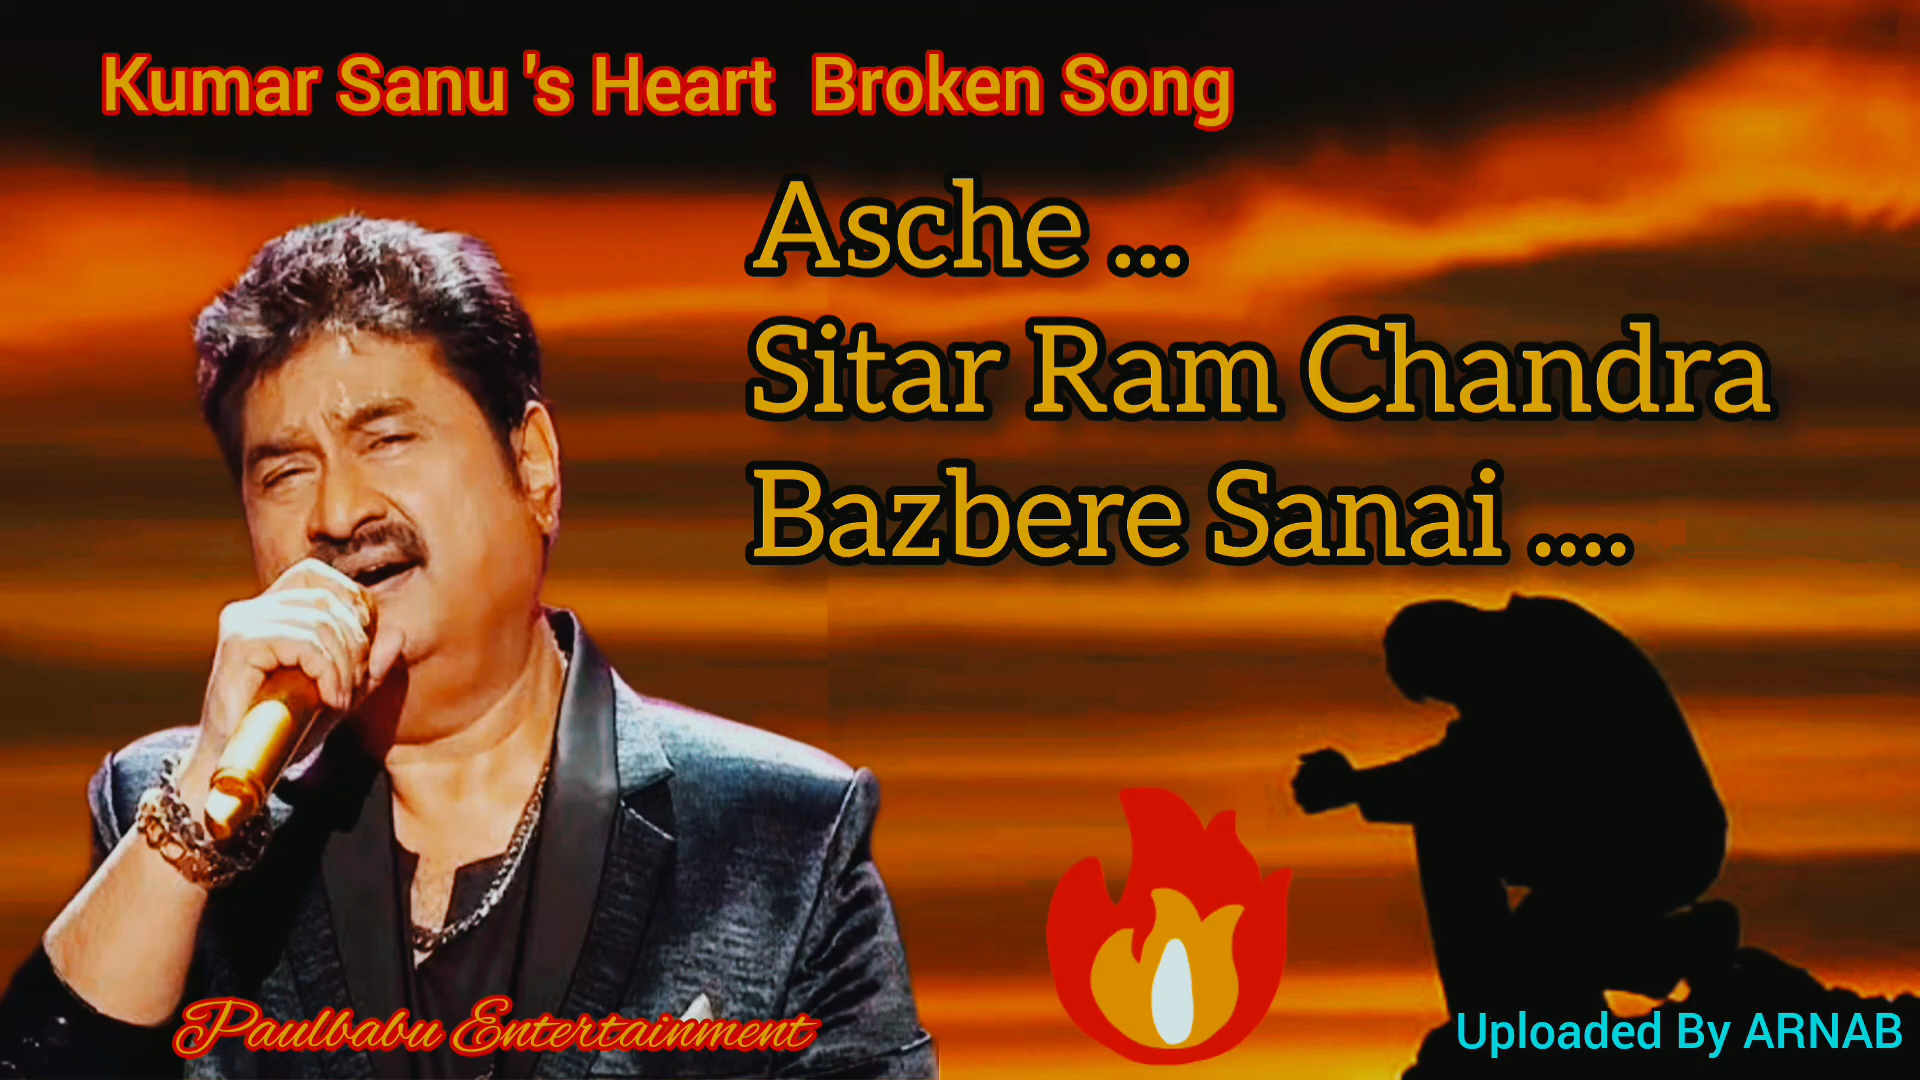 Kumar Sanu 's Heart Broken Song
Asche ...
Sitar Ram Chandra
Bazbere Sanai ....
Paulbabu Entertainment
Uploaded By ARNAB